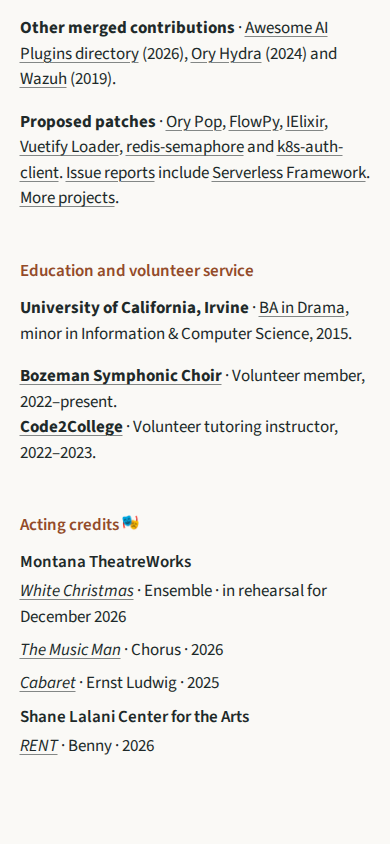 Other merged contributions · Awesome AI
Plugins directory (2026), Ory Hydra (2024) and
Wazuh (2019).
Proposed patches · Ory Pop, FlowPy, IElixir,
Vuetify Loader, redis-semaphore and k8s-auth-
client. Issue reports include Serverless Framework.
More projects.
Education and volunteer service
University of California, Irvine · BA in Drama,
minor in Information & Computer Science, 2015.
Bozeman Symphonic Choir · Volunteer member,
2022–present.
Code2College · Volunteer tutoring instructor,
2022–2023.
Acting credits 🎭
Montana TheatreWorks
White Christmas · Ensemble · in rehearsal for
December 2026
The Music Man · Chorus · 2026
Cabaret · Ernst Ludwig · 2025
Shane Lalani Center for the Arts
RENT · Benny · 2026